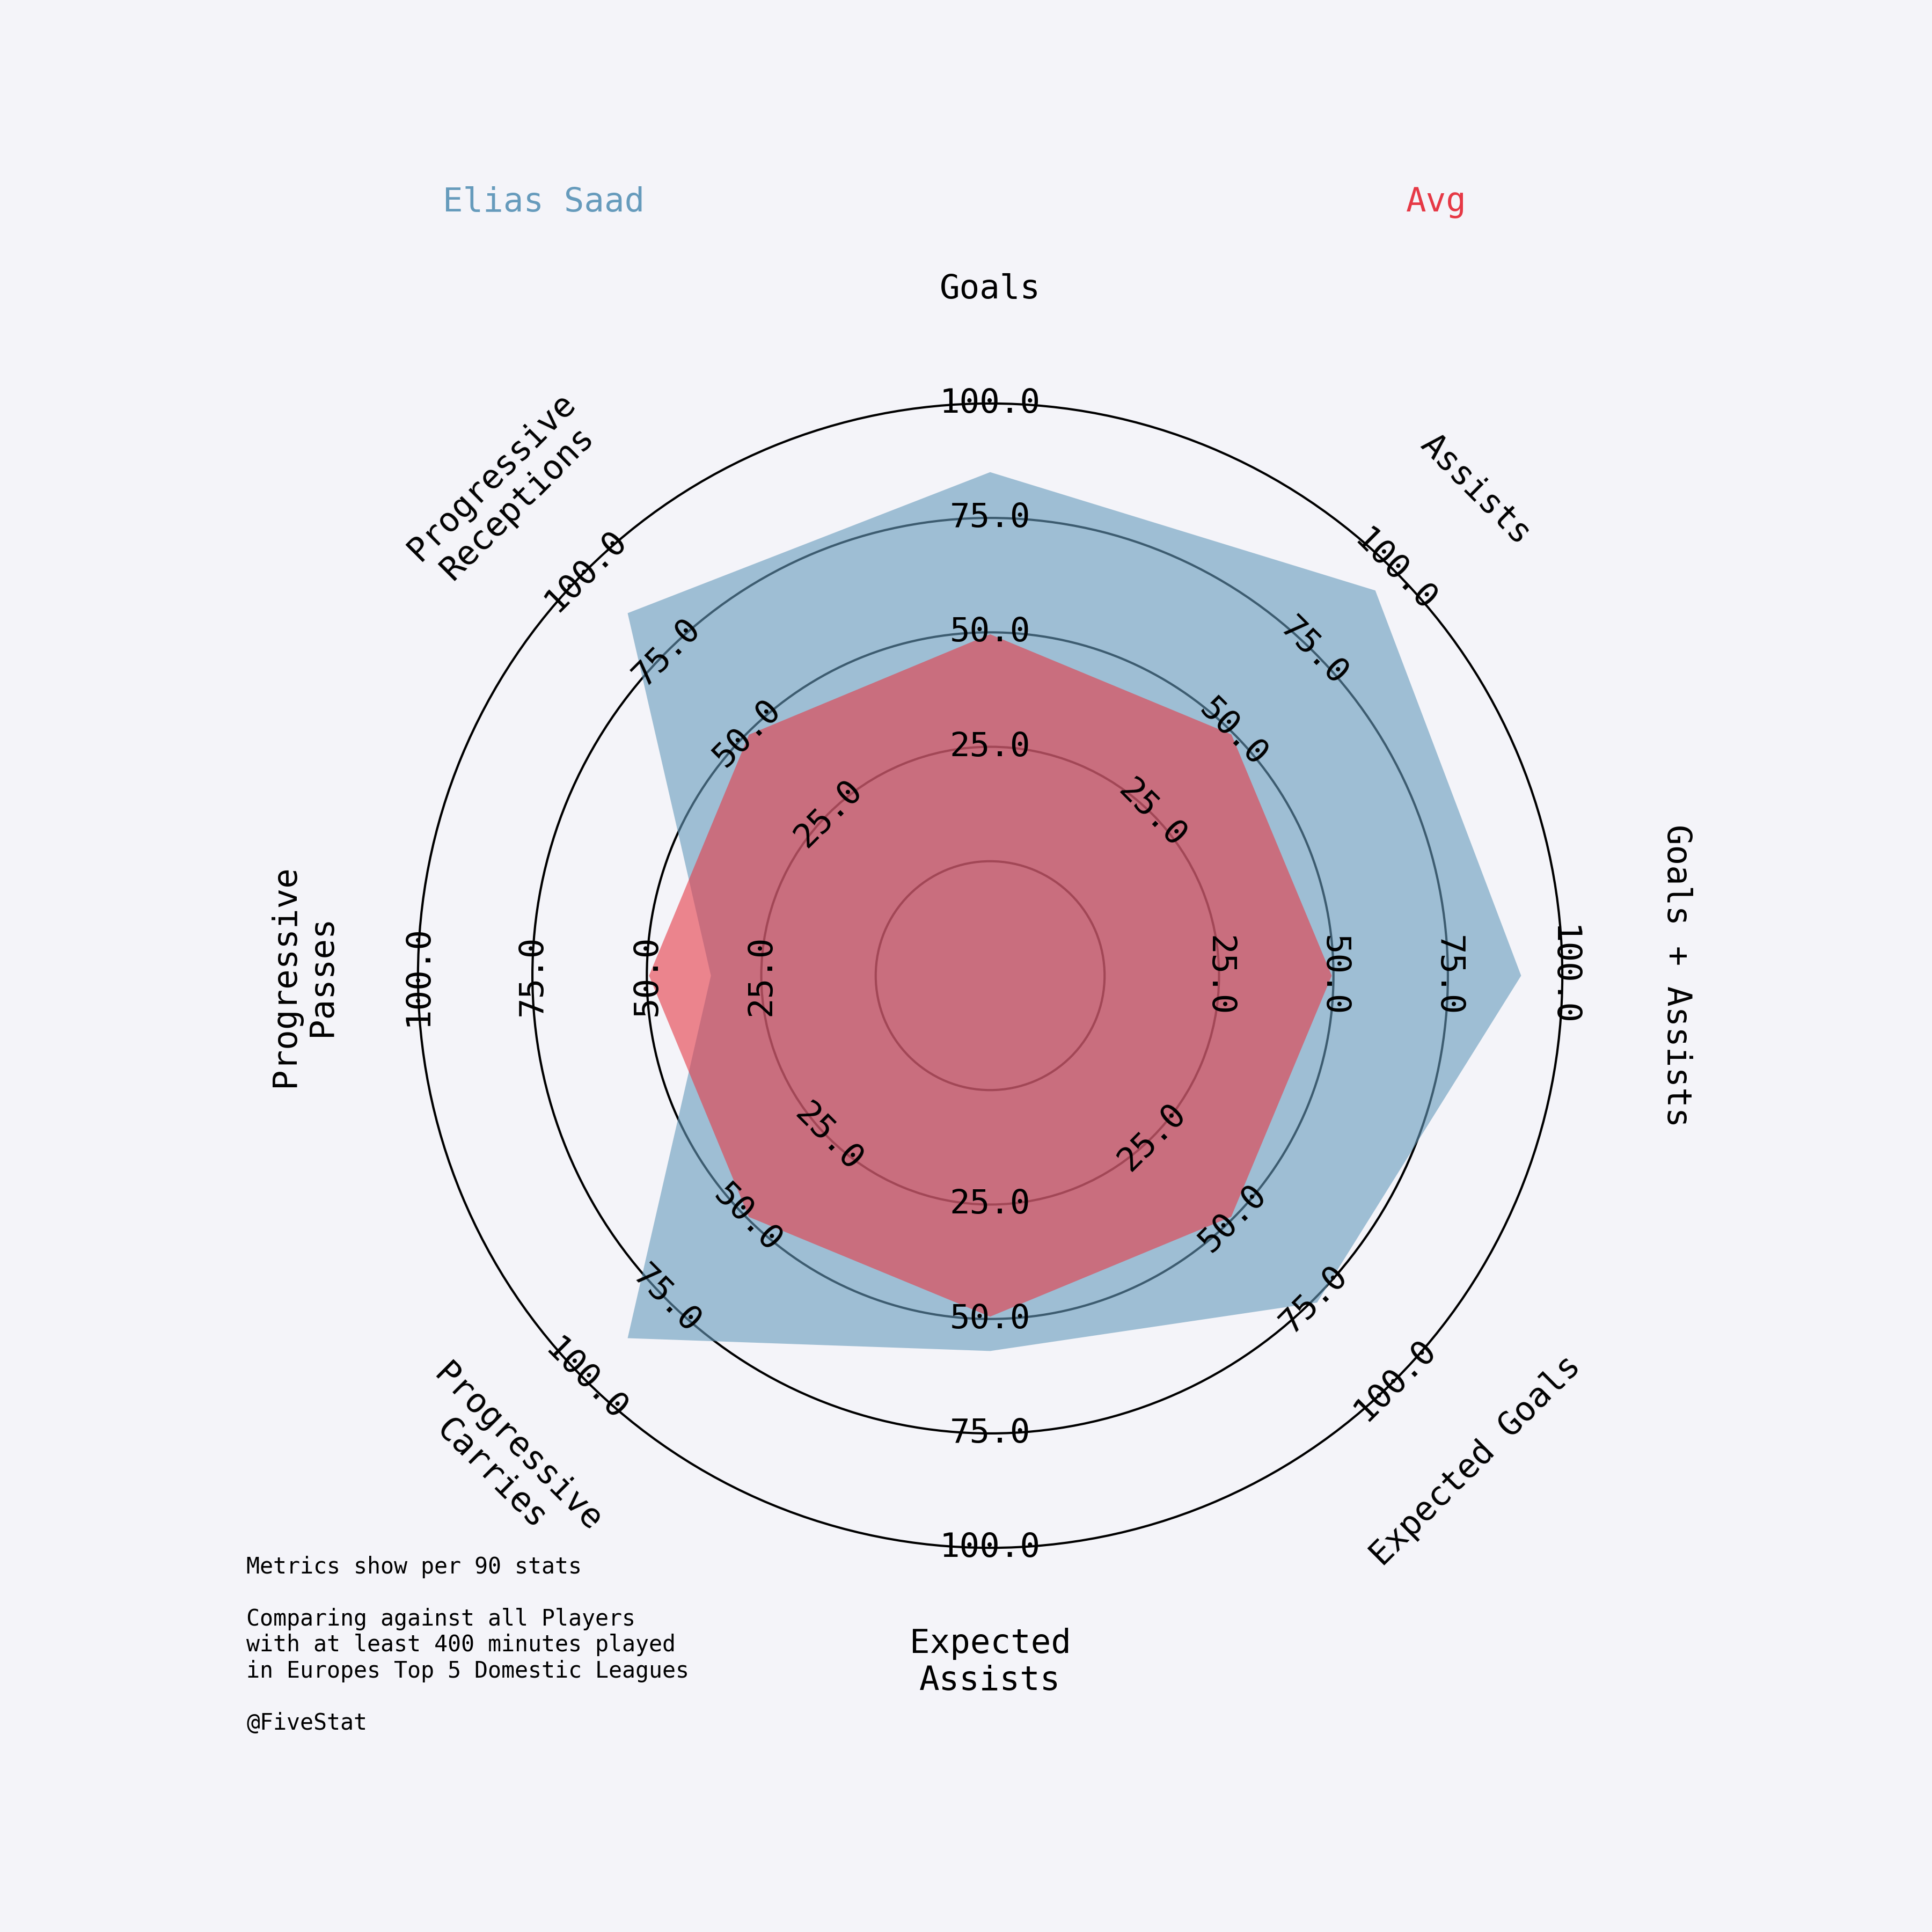 Elias Saad
Avg
Goals
Assists
Goals + Assists
Expected Goals
Expected
Assists
Progressive
Carries
Progressive
Passes
Progressive
Receptions
25.0
50.0
75.0
100.0
25.0
50.0
75.0
100.0
25.0
50.0
75.0
100.0
25.0
50.0
75.0
100.0
25.0
50.0
75.0
100.0
25.0
50.0
75.0
100.0
25.0
50.0
75.0
100.0
25.0
50.0
75.0
100.0
Metrics show per 90 stats
Comparing against all Players
with at least 400 minutes played
in Europes Top 5 Domestic Leagues
@FiveStat